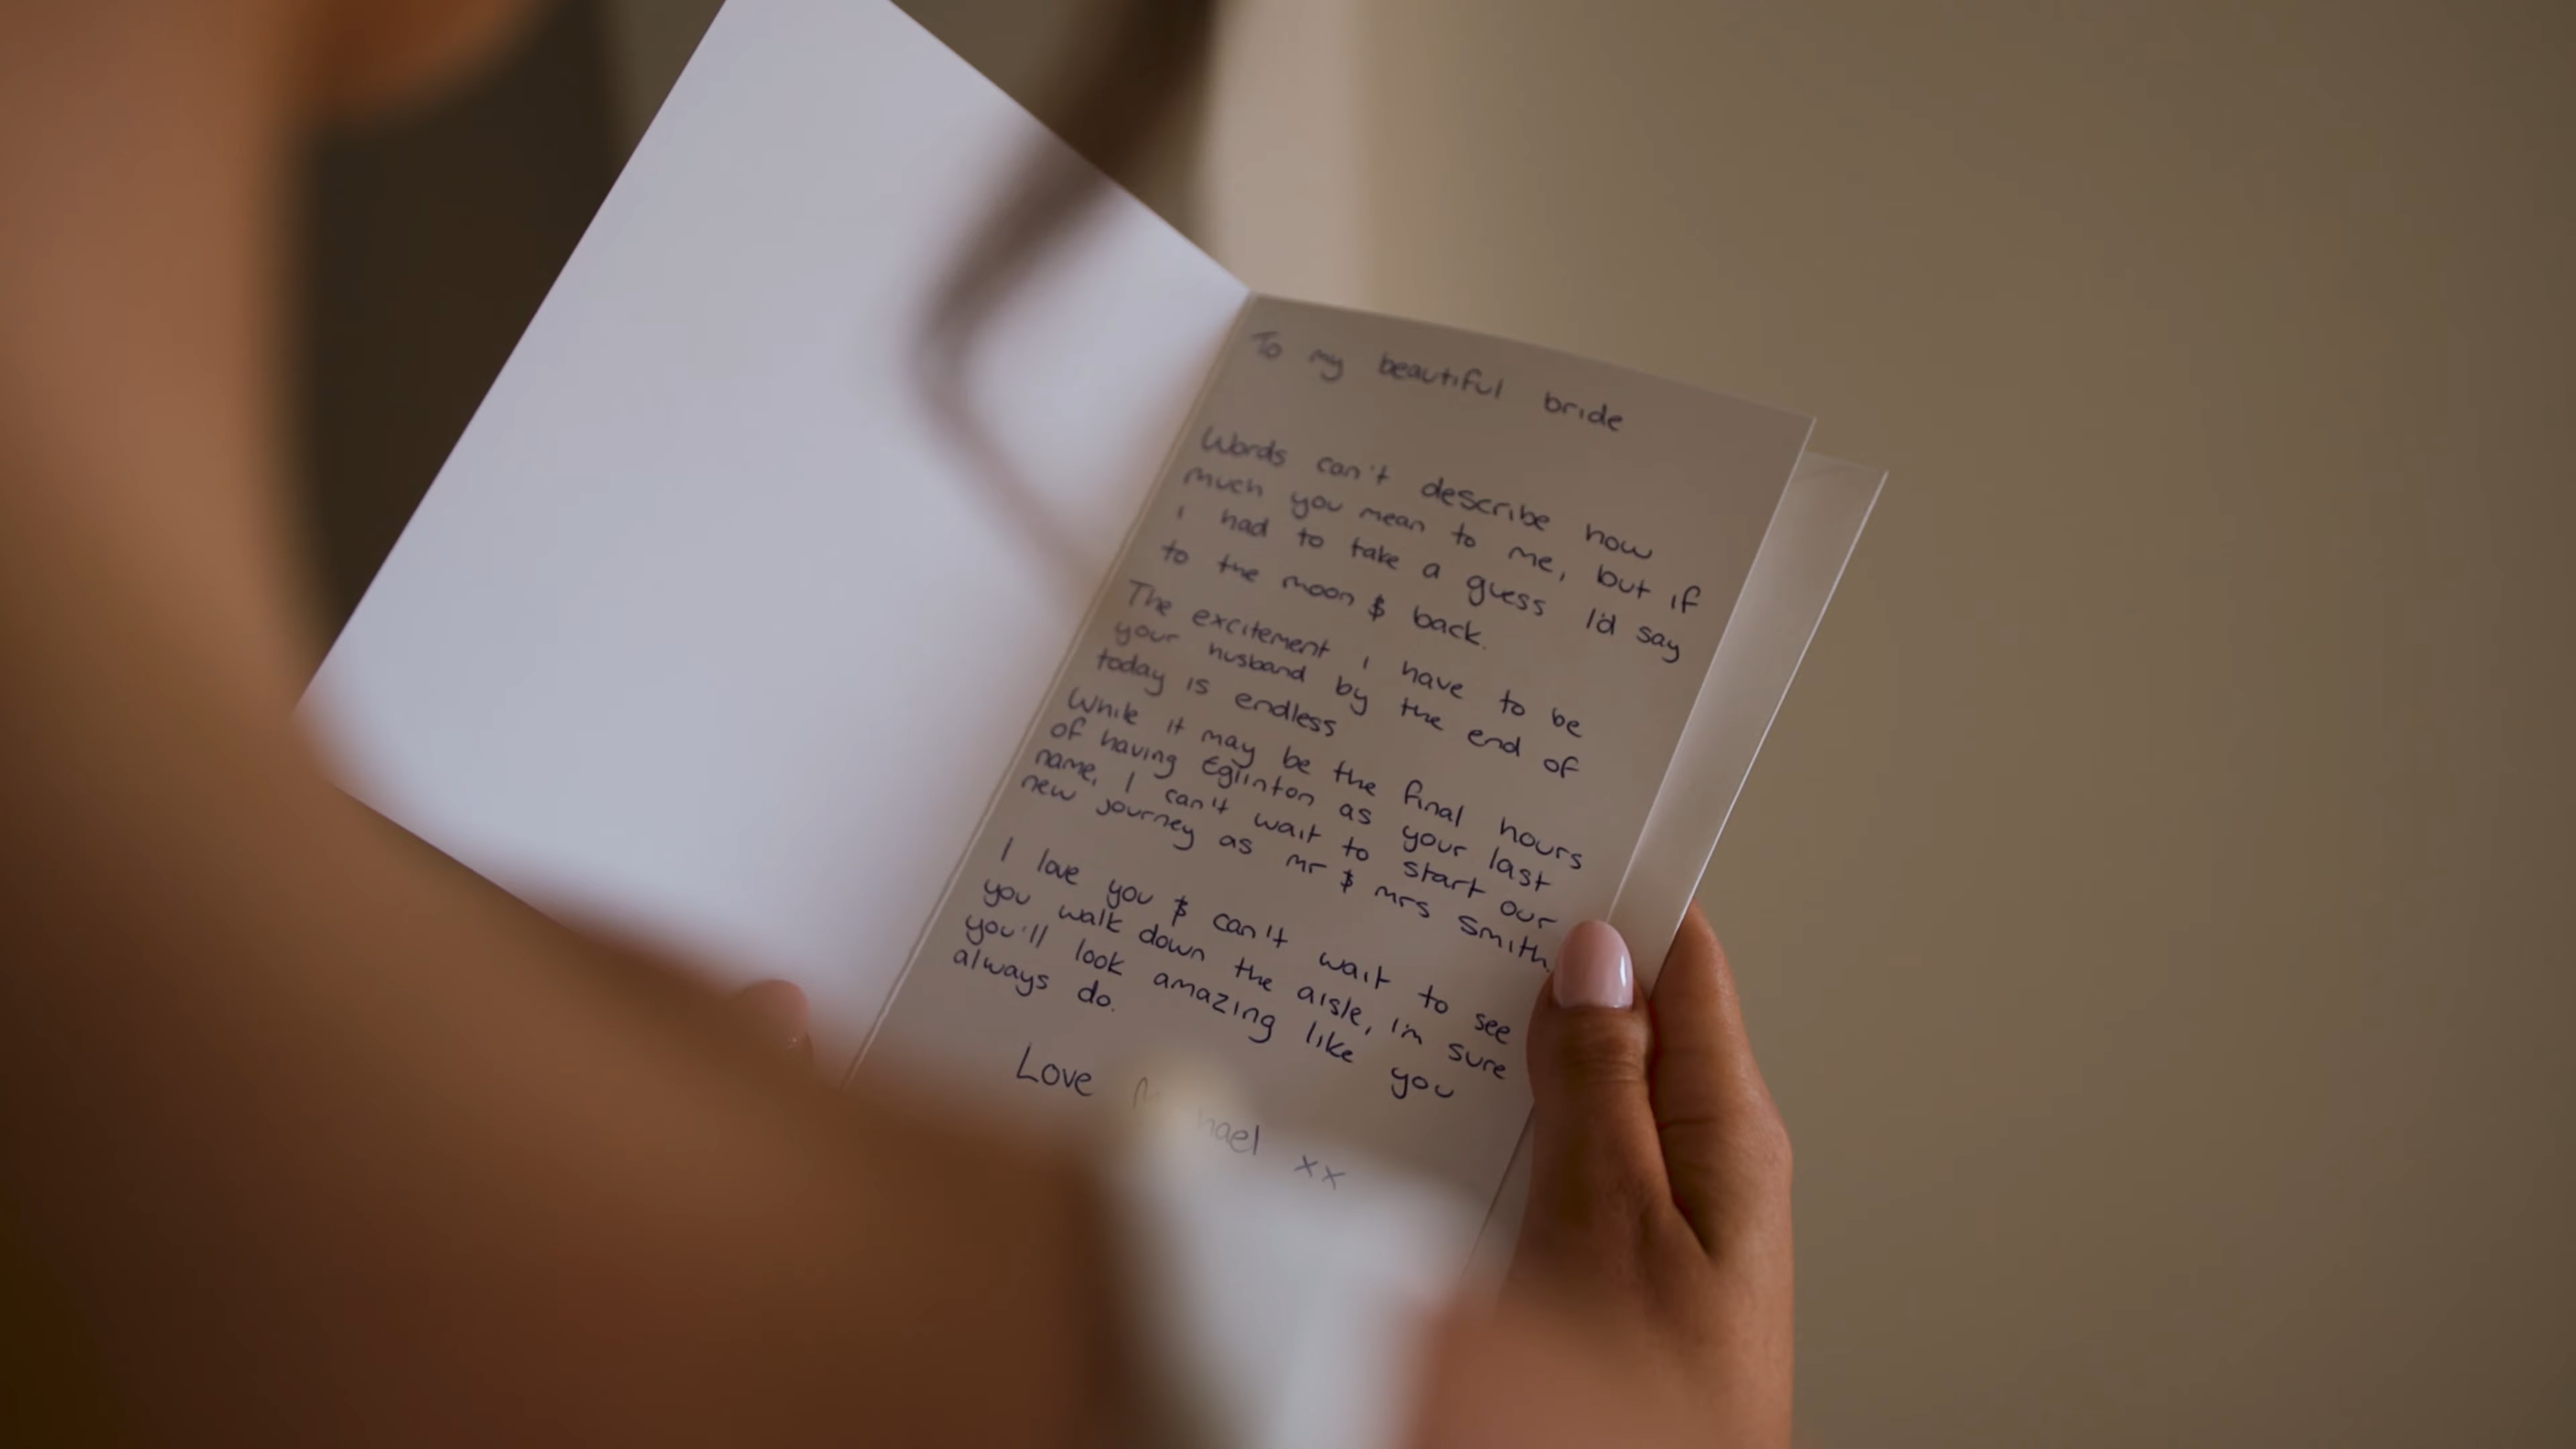 To my beautiful bride
Words can't describe how
much you mean to me, but if
I had to take a guess I'd say
to the moon & back.
The excitement I have to be
your husband by the end of
today is endless
While it may be the final hours
of having Eglinton as your last
name, I can't wait to start our
new journey as mr & mrs smith.
I love you & can't wait to see
you walk down the aisle, I'm sure
you'll look amazing like you
always do.
Love xx